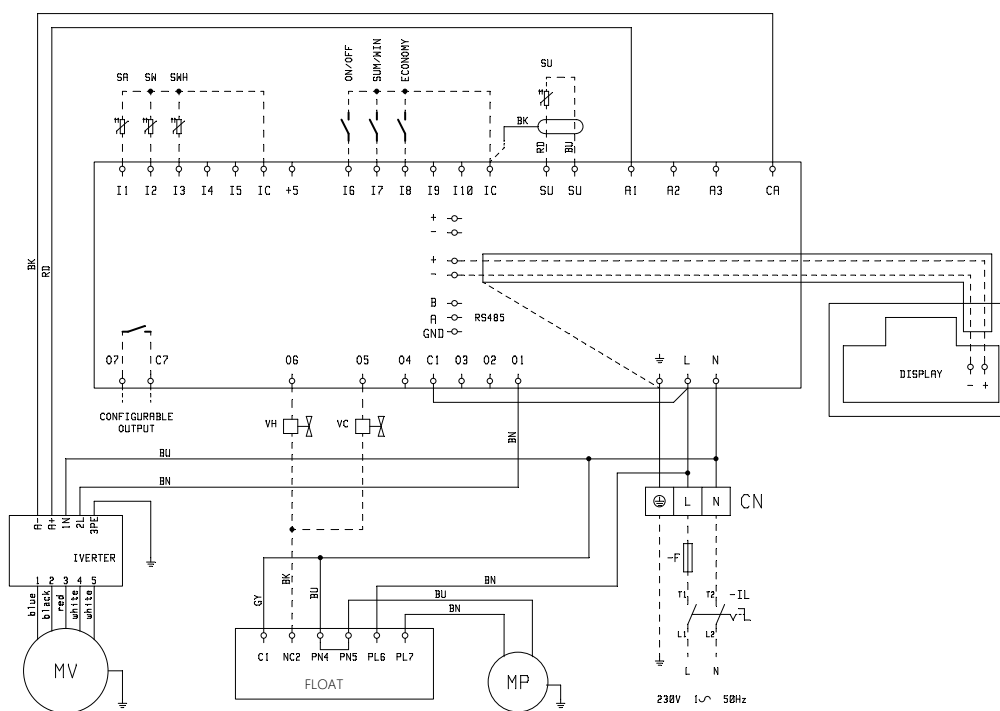 ON/OFF
SUM/WIN
ECONOMY
SA SW SWH
SU
BK
RD
BU
I1 I2 I3 I4 I5 IC +5 I6 I7 I8 I9 I10 IC SU SU A1 A2 A3 CA
+
-
+
-
BK
RD
B
A
GND
RS485
O7 C7 O6 O5 O4 C1 O3 O2 O1 L N
CONFIGURABLE
OUTPUT
DISPLAY
- +
VH
VC
BN
BU
BN
CN
L N
A-
A+
1N
2L
3PE
IVERTER
1 2 3 4 5
blue
black
red
white
white
MV
GY
BK
BU
BN
BU
BN
C1 NC2 PN4 PN5 PL6 PL7
FLOAT
MP
-F
T1 T2
-IL
L1 L2
L N
230V 1 50Hz